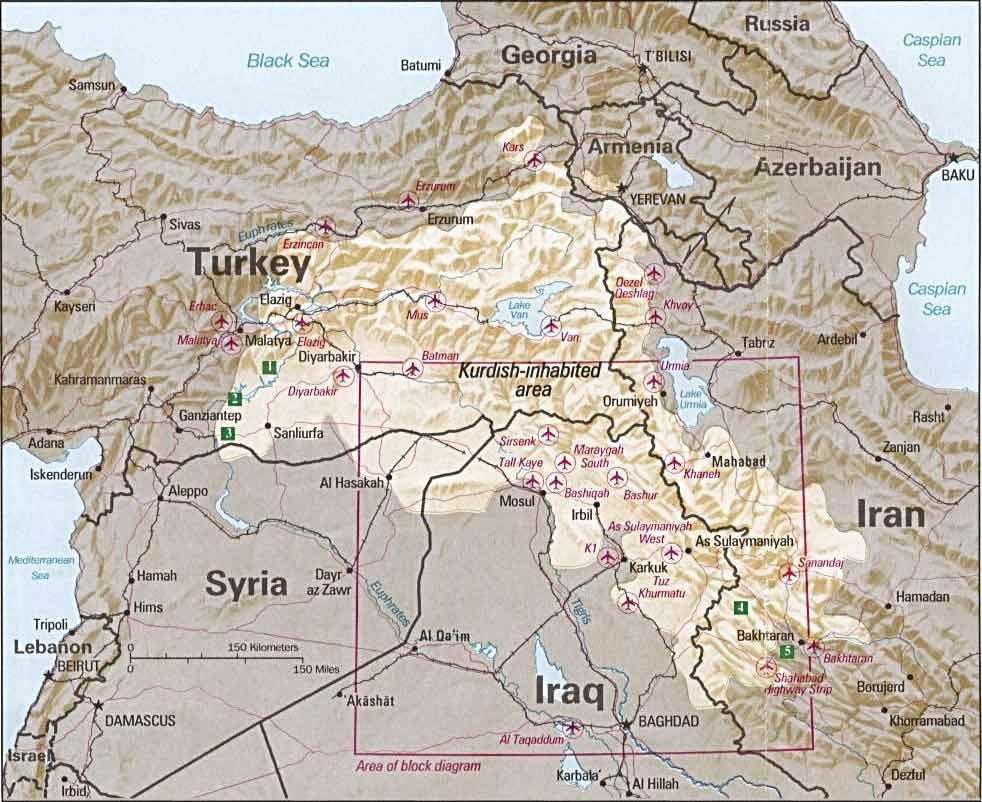 Russia
Black Sea
Georgia
Caspian
Sea
Batumi
T'BILISI
Samsun
Kars
Armenia
Azerbaijan
BAKU
Erzurum
Erzurum
YEREVAN
Sivas
Euphrates
Erzincan
Turkey
Oezel
Qeshlag
Caspian
Sea
Kayseri
Elazig
Erhac
Mus
Lake
Van
Khvoy
Malatya
Malatya
Elazig
Van
Tabriz
Ardebil
Diyarbakir
Batman
1
Diyarbakir
Kurdish-inhabited
area
Urmia
Orumiyeh
Lake
Urmia
Kahramanmaras
2
Ganziantep
Rasht
3
Sanliurfa
Adana
Sirsenk
Zanjan
Iskenderun
Maraygah
South
Mahabad
Khaneh
Tall Kaye
Aleppo
Al Hasakah
Mosul
Bashiqah
Bashur
Irbil
Iran
As Sulaymaniyah
West
As Sulaymaniyah
K1
Mediterranean
Sea
Syria
Hamah
Dayr
az Zawr
Karkuk
Sanandaj
Tuz
Khurmatu
Euphrates
Tigris
Hims
4
Hamadan
Tripoli
Lebanon
150 Kilometers
0
Al Qa'im
Bakhtaran
5
Bakhtaran
BEIRUT
0
150 Miles
Shahabad
Highway Strip
Akāshāt
Iraq
Borujerd
DAMASCUS
BAGHDAD
Khorramabad
Al Taqaddum
Israel
Area of block diagram
Karbala'
Al Hillah
Dezful
Irbid